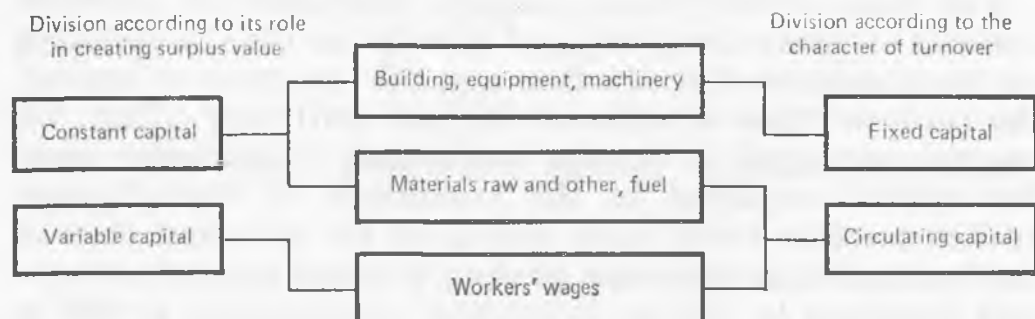 Division according to its role
in creating surplus value
Division according to the
character of turnover
Building, equipment, machinery
Constant capital
Fixed capital
Materials raw and other, fuel
Variable capital
Circulating capital
Workers' wages